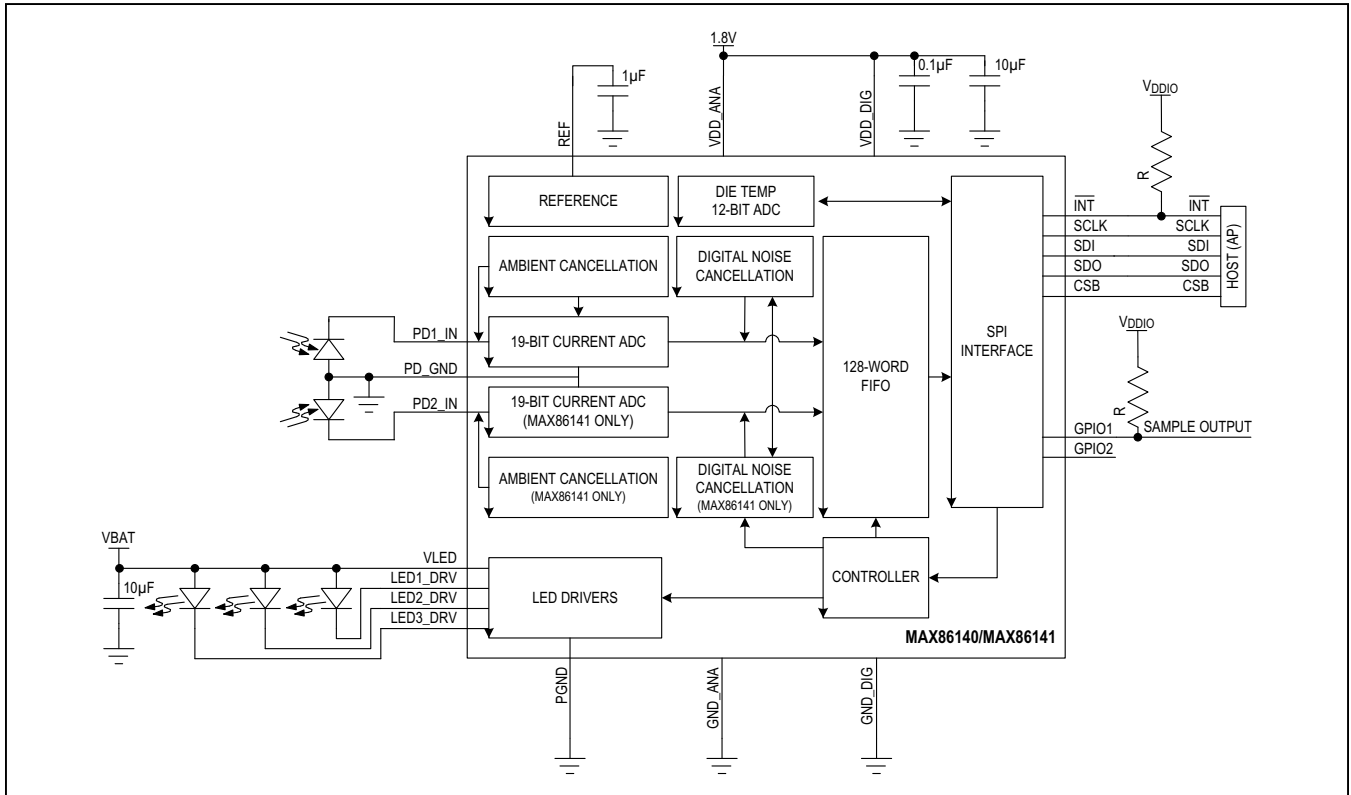 1.8V
1µF
0.1µF
10µF
VDDIO
REF
VDD_ANA
VDD_DIG
R
REFERENCE
DIE TEMP
12-BIT ADC
INT
INT
SCLK
SCLK
SDI
SDI
SDO
SDO
CSB
CSB
HOST (AP)
AMBIENT CANCELLATION
DIGITAL NOISE
CANCELLATION
PD1_IN
19-BIT CURRENT ADC
PD_GND
128-WORD
FIFO
SPI
INTERFACE
VDDIO
R
PD2_IN
19-BIT CURRENT ADC
(MAX86141 ONLY)
GPIO1
SAMPLE OUTPUT
GPIO2
AMBIENT CANCELLATION
(MAX86141 ONLY)
DIGITAL NOISE
CANCELLATION
(MAX86141 ONLY)
VBAT
10µF
VLED
LED1_DRV
LED2_DRV
LED3_DRV
LED DRIVERS
CONTROLLER
MAX86140/MAX86141
PGND
GND_ANA
GND_DIG